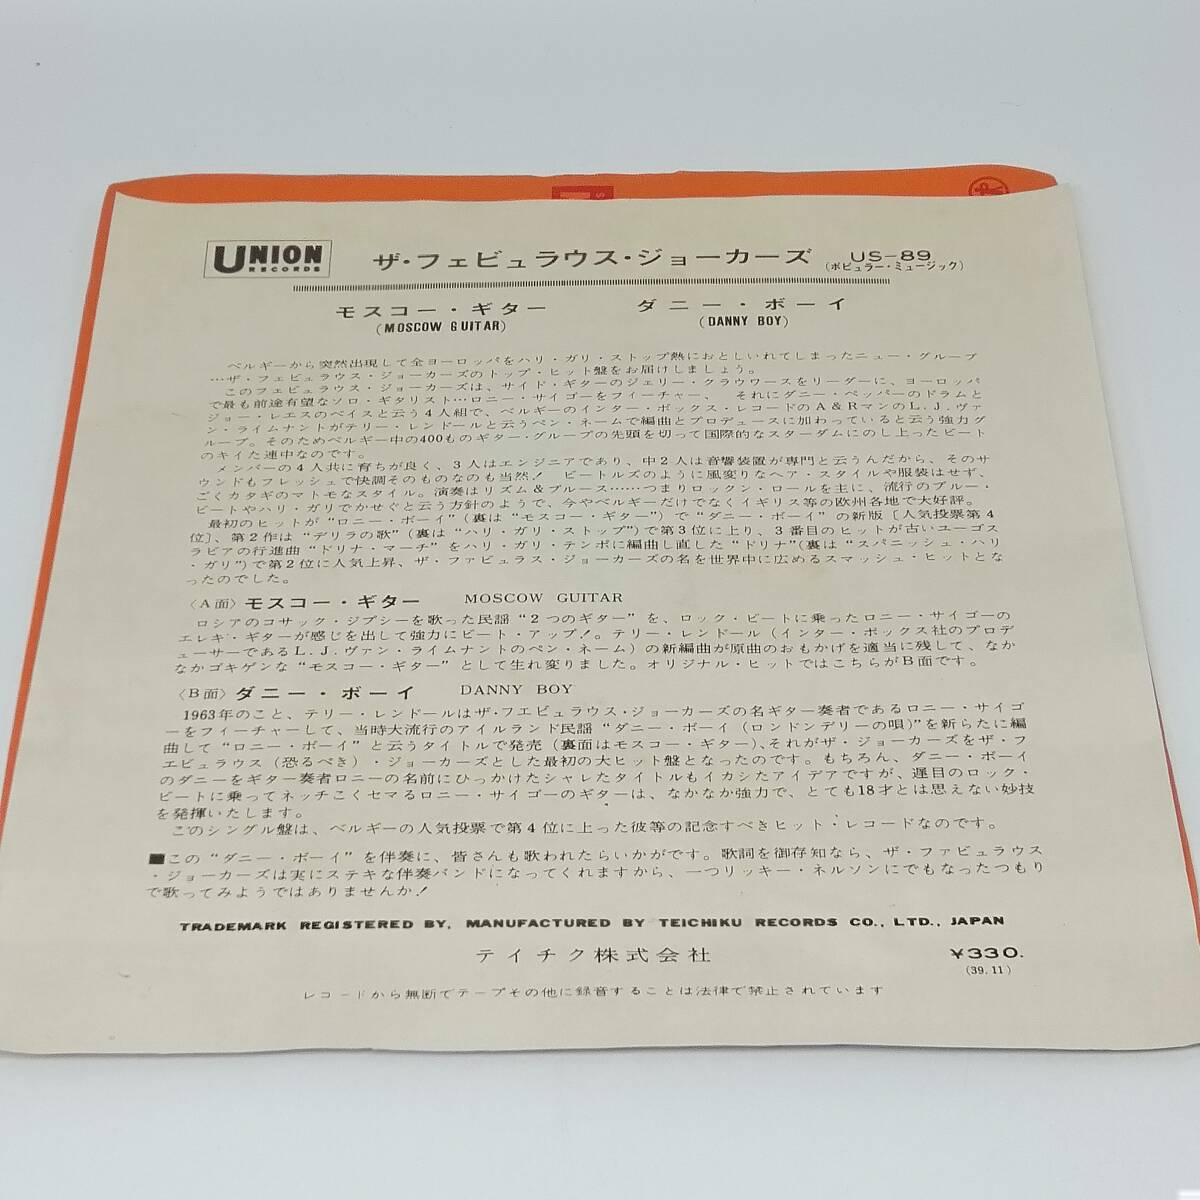 UNION
RECORDS
ザ・フェビュラウス・ジョーカーズ US-89
(ポピュラー・ミュージック)
モスコー・ギター ダニー・ボーイ
(MOSCOW GUITAR) (DANNY BOY)
ベルギーから突然出現して全ヨーロッパをハリ・ガリ・ストップ熱におとしいれてしまったニュー・グループ
…ザ・フェビュラウス・ジョーカーズのトップ・ヒット盤をお届けしましょう。
このフェビュラウス・ジョーカーズは、サイド・ギターのジェリー・クラウワースをリーダーに、ヨーロッパ
で最も前途有望なソロ・ギタリスト…ロニー・サイゴーをフィーチャー、 それにダニー・ペッパーのドラムと
ジョー・レエスのベイスと云う4人組で、ベルギーのインター・ボックス・レコードのA&RマンのL.J.ヴァ
ン・ライムナントがテリー・レンドールと云うペン・ネームで編曲とプロデュースに加わっていると云う強力グ
ループ。そのためベルギー中の400ものギター・グループの先頭を切って国際的なスターダムにのし上ったビート
のキイた連中なのです。
メンバーの4人共に育ちが良く、3人はエンジニアであり、中2人は音響装置が専門と云うんだから、そのサ
ウンドもフレッシュで快調そのものなのも当然! ビートルズのように風変りなヘア・スタイルや服装はせず、
ごくカタギのマトモなスタイル。演奏はリズム&ブルース……つまりロックン・ロールを主に、流行のブルー・
ビートやハリ・ガリでかせぐと云う方針のようで、今やベルギーだけでなくイギリス等の欧州各地で大好評。
最初のヒットが“ロニー・ボーイ”(裏は“モスコー・ギター”)で“ダニー・ボーイ”の新版[人気投票第4
位]、第2作は“デリラの歌”(裏は“ハリ・ガリ・ストップ”)で第3位に上り、3番目のヒットが古いユーゴス
ラビアの行進曲“ドリナ・マーチ”をハリ・ガリ・テンポに編曲し直した“ドリナ”(裏は“スパニッシュ・ハリ
・ガリ”)で第2位に人気上昇、ザ・ファビュラス・ジョーカーズの名を世界中に広めるスマッシュ・ヒットとな
ったのでした。
〈A面〉モスコー・ギター MOSCOW GUITAR
ロシアのコサック・ジプシーを歌った民謡“2つのギター”を、ロック・ビートに乗ったロニー・サイゴーの
エレキ・ギターが感じを出して強力にビート・アップ!。テリー・レンドール(インター・ボックス社のプロデ
ューサーであるL.J.ヴァン・ライムナントのペン・ネーム)の新編曲が原曲のおもかげを適当に残して、なか
なかゴキゲンな“モスコー・ギター”として生れ変りました。オリジナル・ヒットではこちらがB面です。
〈B面〉ダニー・ボーイ DANNY BOY
1963年のこと、テリー・レンドールはザ・フエビュラウス・ジョーカーズの名ギター奏者であるロニー・サイゴ
ーをフィーチャーして、当時大流行のアイルランド民謡“ダニー・ボーイ(ロンドンデリーの唄)”を新らたに編
曲して“ロニー・ボーイ”と云うタイトルで発売(裏面はモスコー・ギター)、それがザ・ジョーカーズをザ・フ
エビュラウス(恐るべき)・ジョーカーズとした最初の大ヒット盤となったのです。もちろん、ダニー・ボーイ
のダニーをギター奏者ロニーの名前にひっかけたシャレたタイトルもイカシたアイデアですが、遅目のロック・
ビートに乗ってネッチこくセマるロニー・サイゴーのギターは、なかなか強力で、とても18才とは思えない妙技
を発揮いたします。
このシングル盤は、ベルギーの人気投票で第4位に上った彼等の記念すべきヒット・レコードなのです。
■この“ダニー・ボーイ”を伴奏に、皆さんも歌われたらいかがです。歌詞を御存知なら、ザ・ファビュラウス
・ジョーカーズは実にステキな伴奏バンドになってくれますから、一つリッキー・ネルソンにでもなったつもり
で歌ってみようではありませんか!
TRADEMARK REGISTERED BY, MANUFACTURED BY TEICHIKU RECORDS CO., LTD., JAPAN
テイチク株式会社 ¥330.
(39.11)
レコードから無断でテープその他に録音することは法律で禁止されています